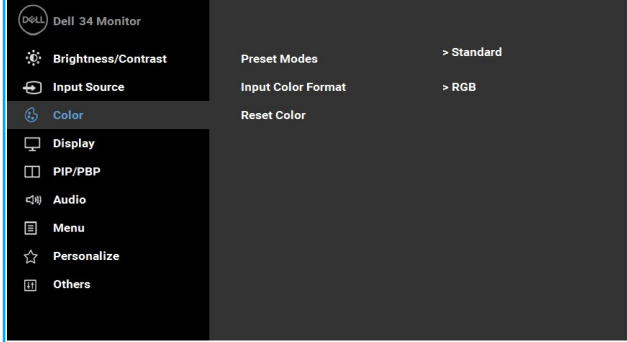 DELL Dell 34 Monitor
Brightness/Contrast
Preset Modes > Standard
Input Source
Input Color Format > RGB
Color
Reset Color
Display
PIP/PBP
Audio
Menu
Personalize
Others